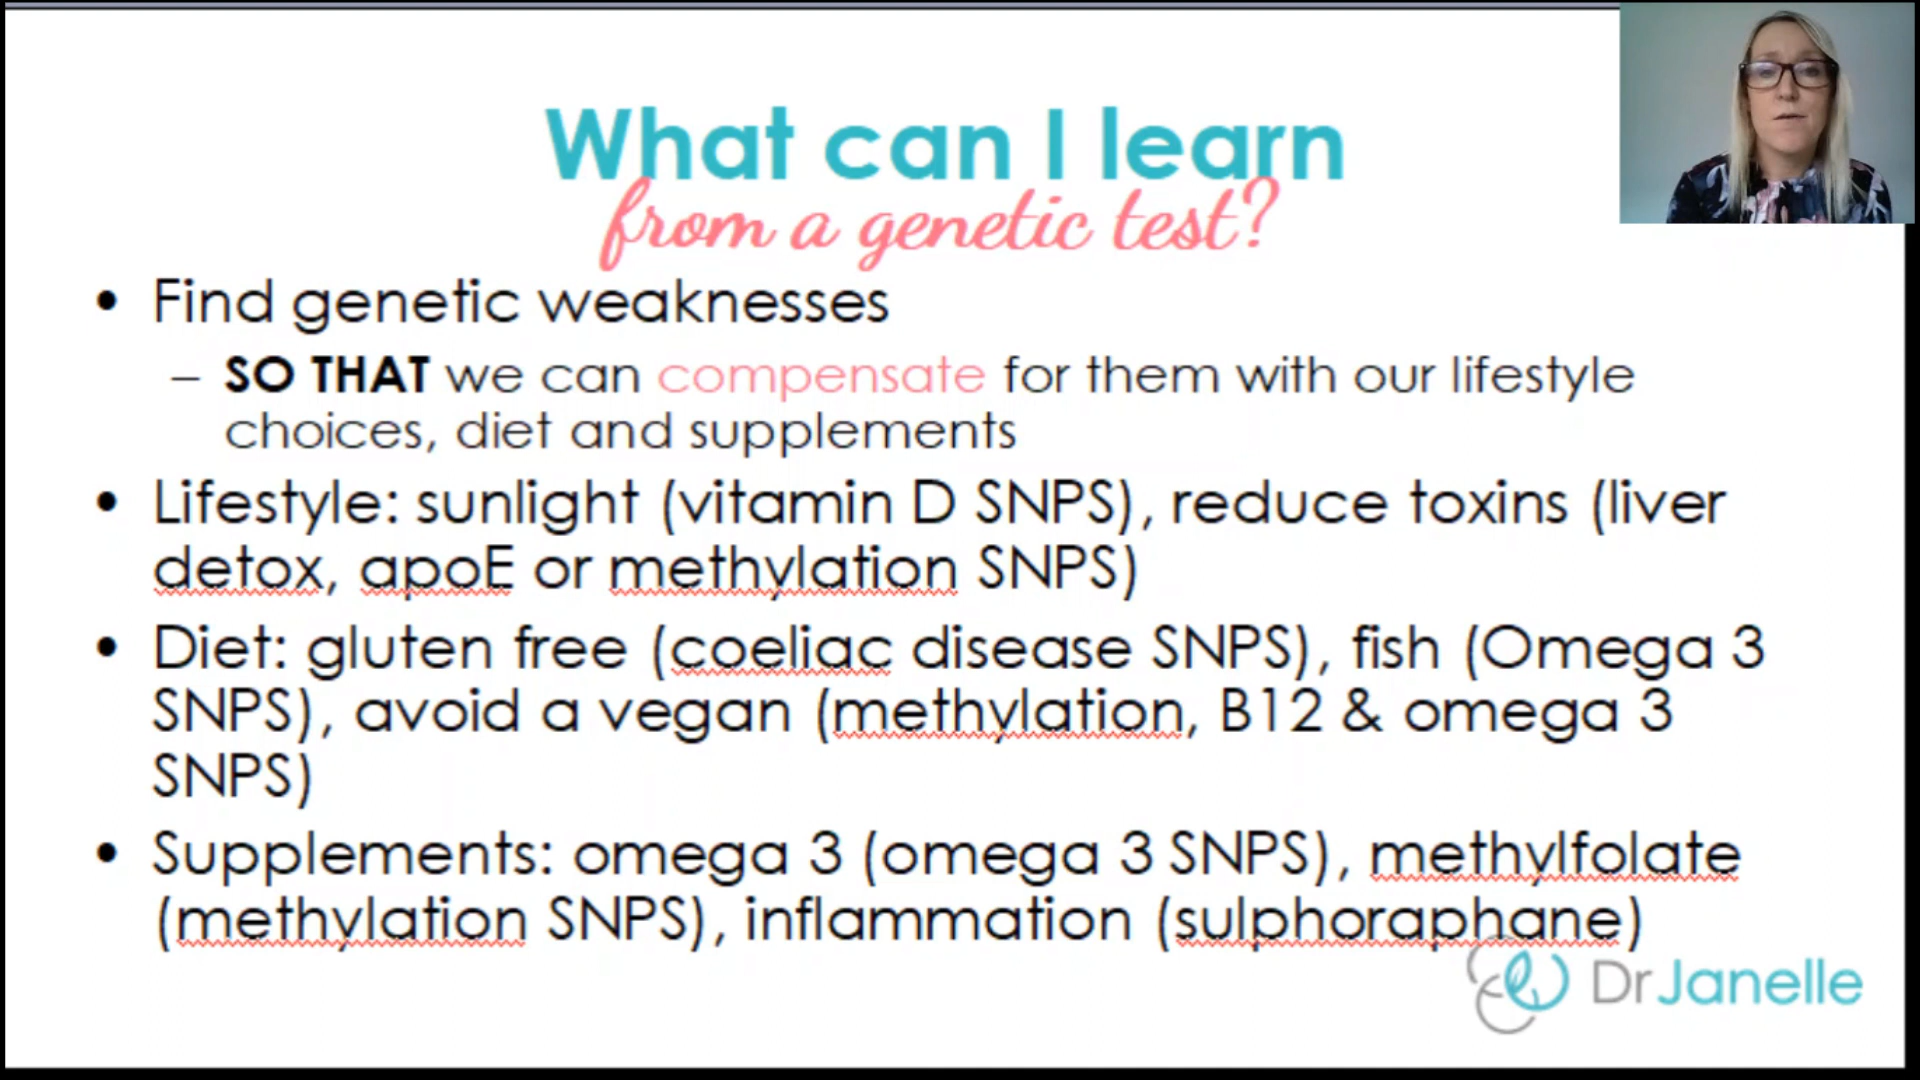 What can I learn
from a genetic test?
• Find genetic weaknesses
– SO THAT we can compensate for them with our lifestyle
choices, diet and supplements
• Lifestyle: sunlight (vitamin D SNPS), reduce toxins (liver
detox, apoE or methylation SNPS)
• Diet: gluten free (coeliac disease SNPS), fish (Omega 3
SNPS), avoid a vegan (methylation, B12 & omega 3
SNPS)
• Supplements: omega 3 (omega 3 SNPS), methylfolate
(methylation SNPS), inflammation (sulphoraphane)
Dr Janelle